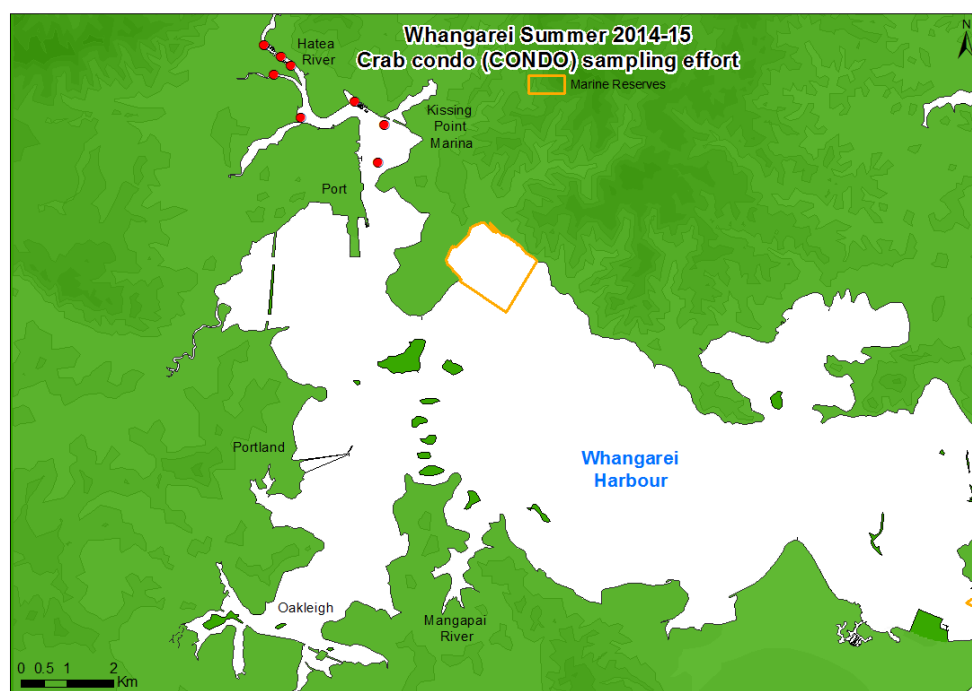 Whangarei Summer 2014-15
Crab condo (CONDO) sampling effort
Marine Reserves
N
Hatea
River
Kissing
Point
Marina
Port
Portland
Whangarei
Harbour
Oakleigh
Mangapai
River
0 0.5 1 2
Km